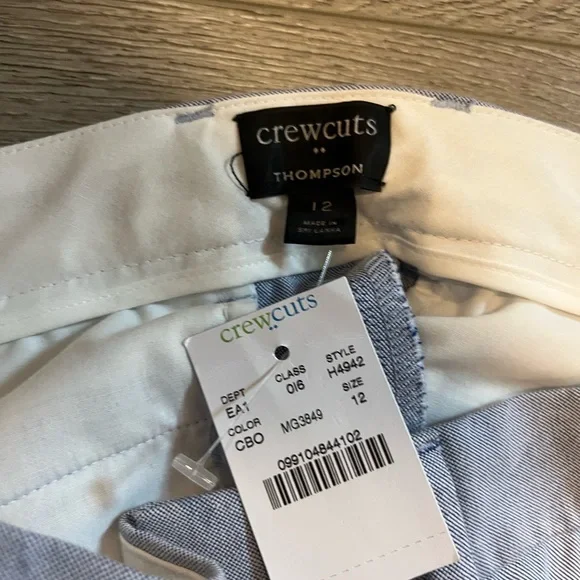 crewcuts
THOMPSON
12
MADE IN
SRI LANKA
crewcuts
DEPT CLASS STYLE
EA1 016 H4942
COLOR SIZE
CBO MG3849 12
099104844102